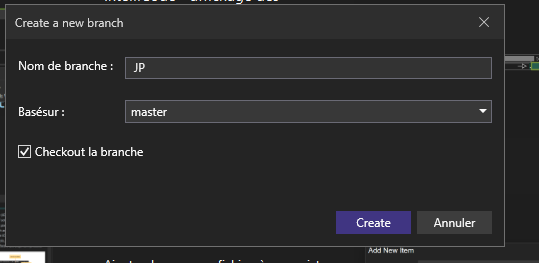 Create a new branch
Nom de branche :
JP
Basésur :
master
Checkout la branche
Create
Annuler
Add New Item